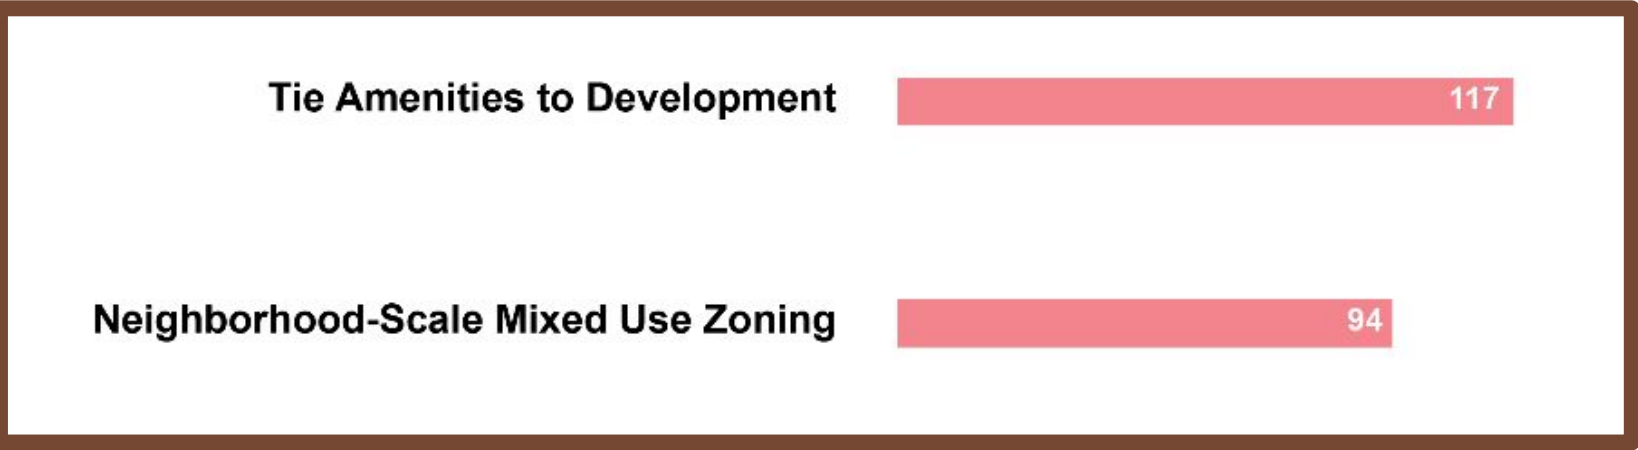 Tie Amenities to Development 117
Neighborhood-Scale Mixed Use Zoning 94